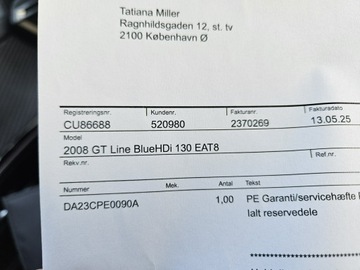 Tatiana Miller
Ragnhildsgaden 12, st. tv
2100 København Ø
Registreringsnr. Kundenr. Fakturanr. Fakturadato
CU86688 520980 2370269 13.05.25
Model
2008 GT Line BlueHDi 130 EAT8
Rekv.nr. Ref.nr.
Nummer Mek. Antal Tekst
DA23CPE0090A 1,00 PE Garanti/servicehæfte
Ialt reservedele